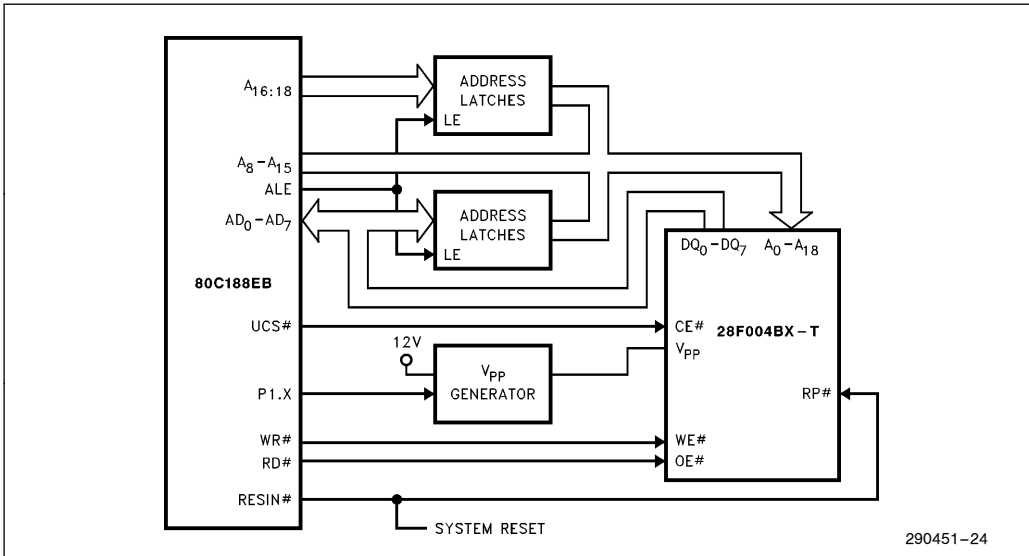 A16:18
A8–A15
ALE
AD0–AD7
80C188EB
UCS#
P1.X
WR#
RD#
RESIN#
ADDRESS
LATCHES
LE
ADDRESS
LATCHES
LE
12V
VPP
GENERATOR
SYSTEM RESET
DQ0–DQ7
A0–A18
CE#
28F004BX–T
VPP
RP#
WE#
OE#
290451–24